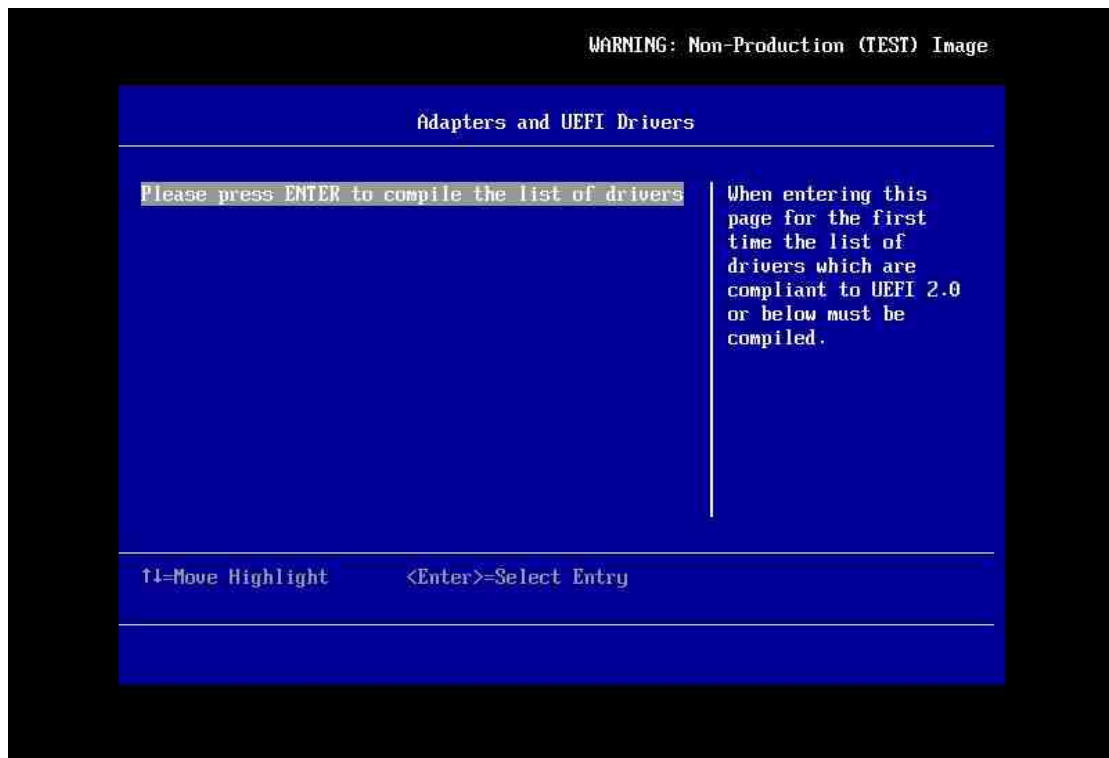 WARNING: Non-Production (TEST) Image
Adapters and UEFI Drivers
Please press ENTER to compile the list of drivers
When entering this
page for the first
time the list of
drivers which are
compliant to UEFI 2.0
or below must be
compiled.
↑↓=Move Highlight <Enter>=Select Entry